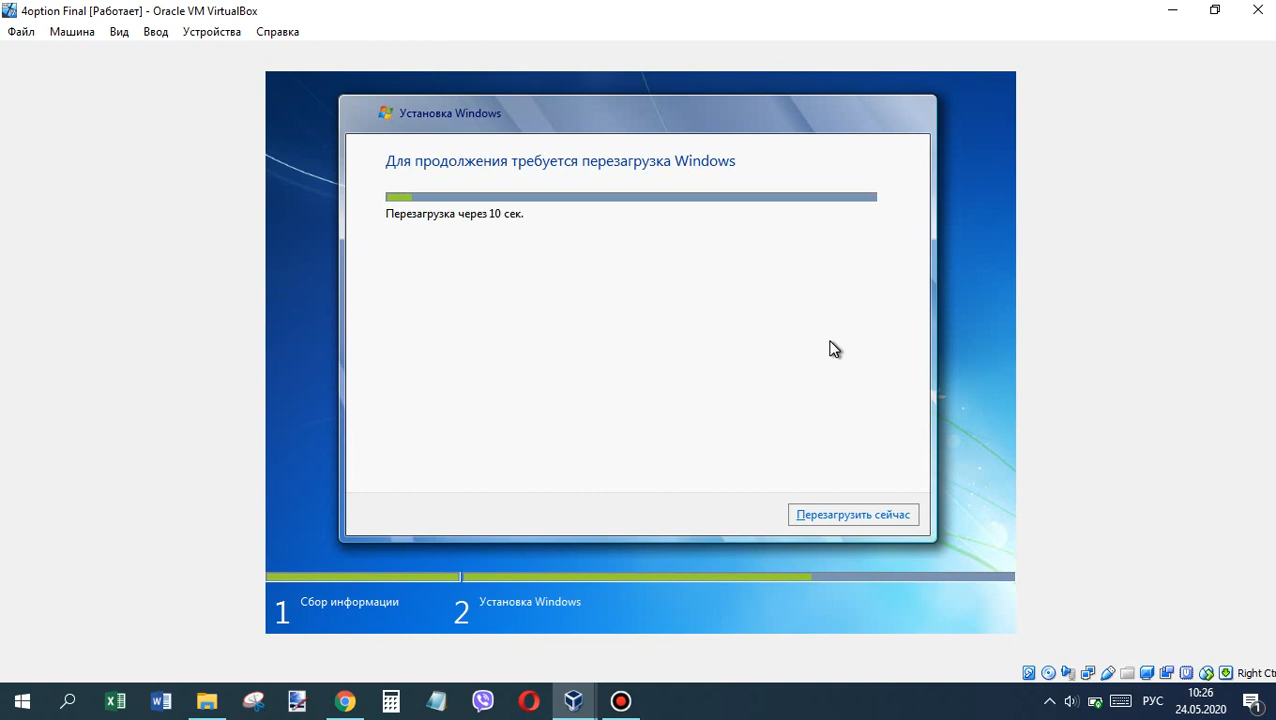 4option Final [Работает] - Oracle VM VirtualBox
Файл Машина Вид Ввод Устройства Справка
Установка Windows
Для продолжения требуется перезагрузка Windows
Перезагрузка через 10 сек.
Перезагрузить сейчас
1 Сбор информации 2 Установка Windows
Right Ct
РУС 10:26
24.05.2020
1